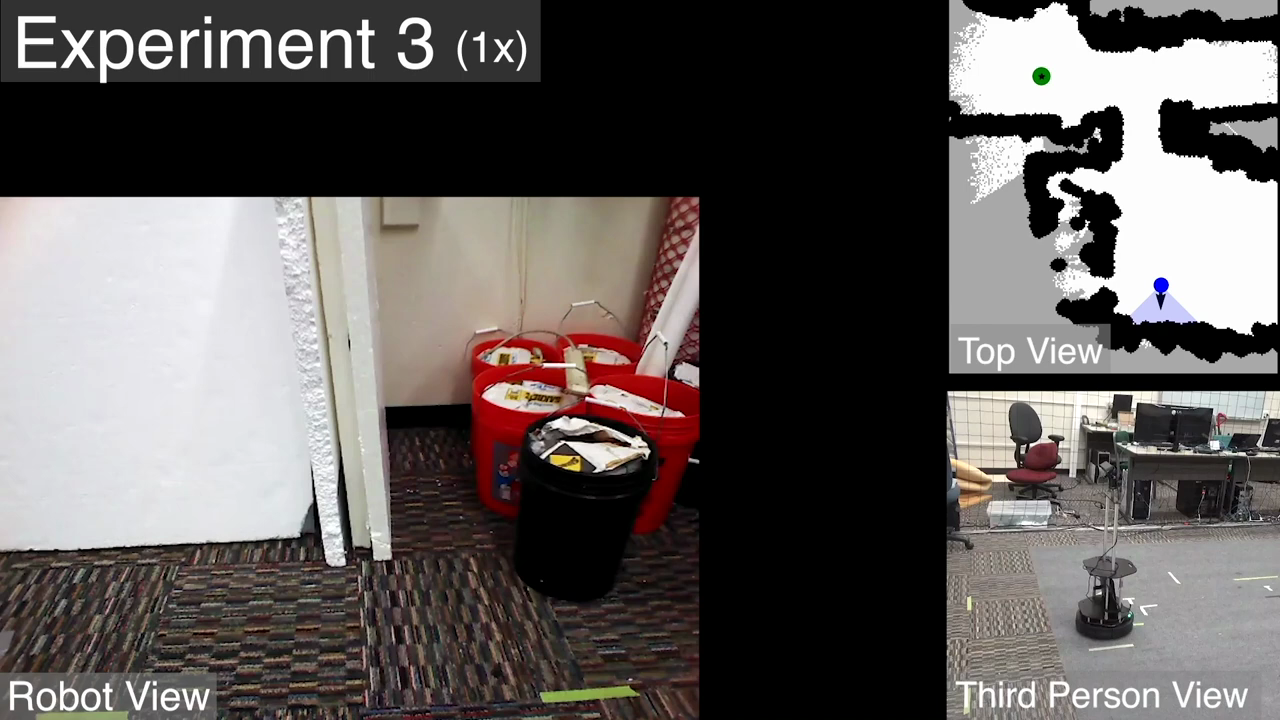 Experiment 3 (1x)
Top View
Robot View
Third Person View